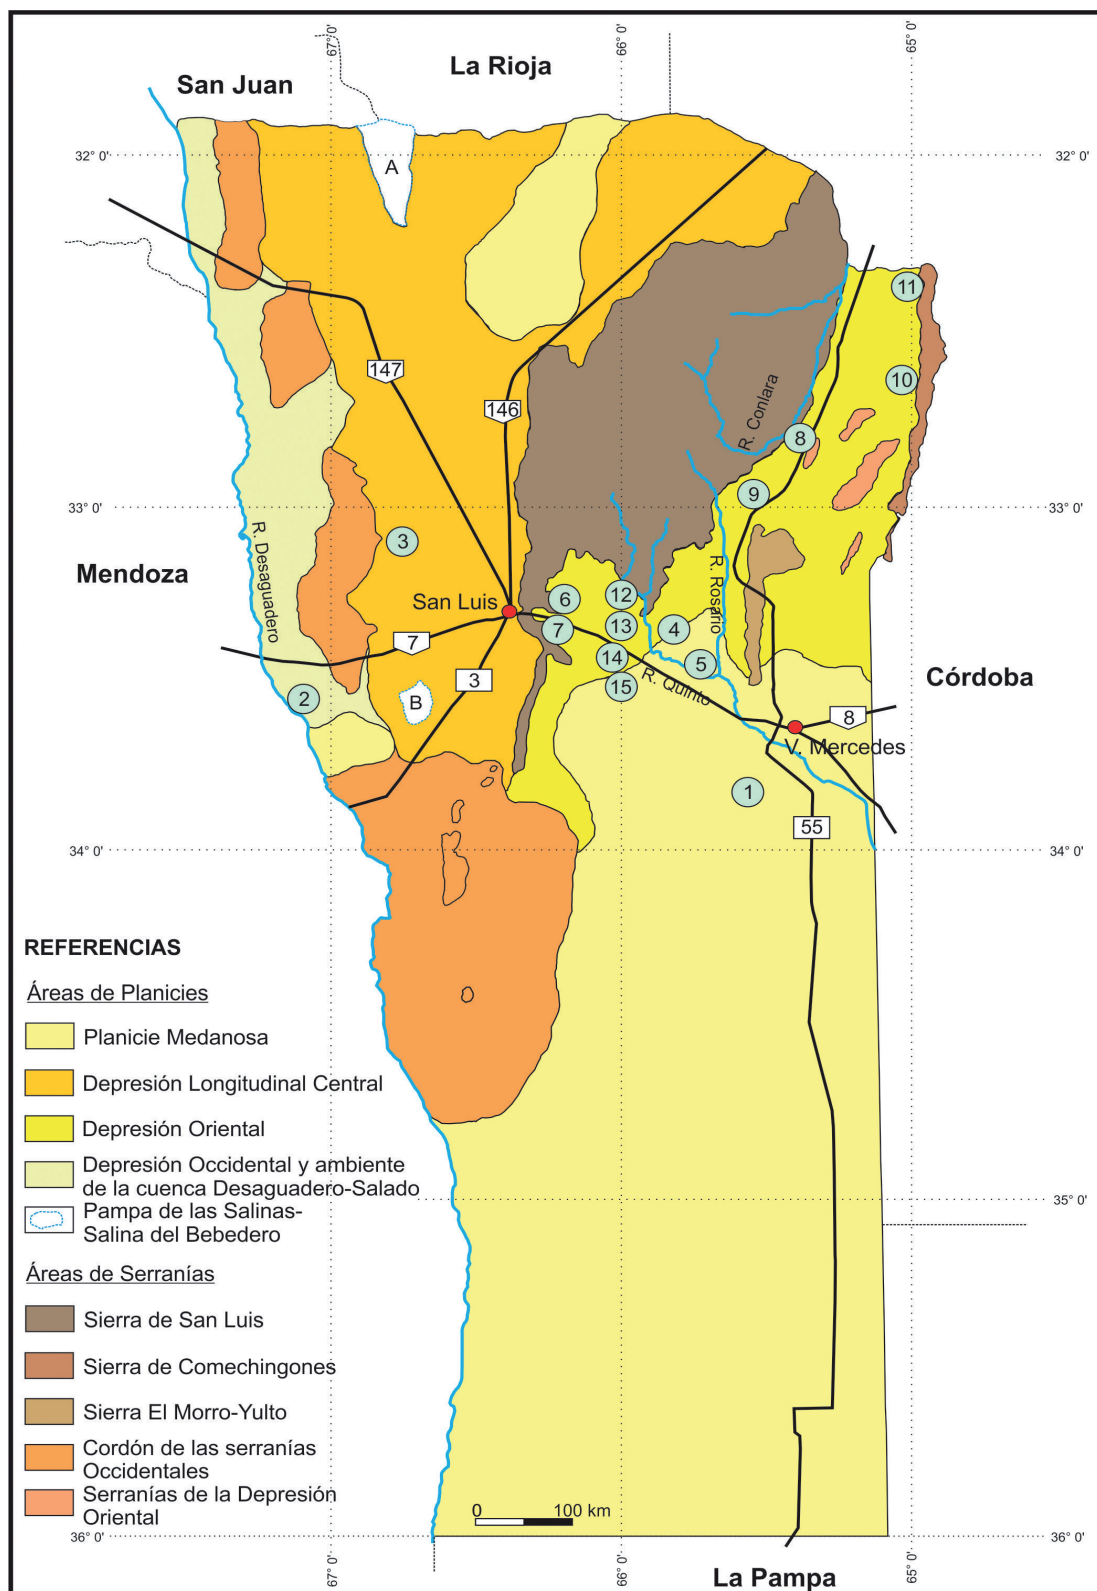 67° 0'
66° 0'
65° 0'
La Rioja
San Juan
32° 0'
32° 0'
A
11
10
147
146
R. Conlara
8
9
33° 0'
33° 0'
R. Desaguadero
3
Mendoza
San Luis
6
12
R. Rosario
7
13
4
7
14
5
3
15
R. Quinto
Córdoba
2
B
8
V. Mercedes
1
55
34° 0'
34° 0'
REFERENCIAS
Áreas de Planicies
Planicie Medanosa
Depresión Longitudinal Central
Depresión Oriental
Depresión Occidental y ambiente
de la cuenca Desaguadero-Salado
Pampa de las Salinas-
Salina del Bebedero
35° 0'
Áreas de Serranías
Sierra de San Luis
Sierra de Comechingones
Sierra El Morro-Yulto
Cordón de las serranías
Occidentales
Serranías de la Depresión
Oriental
0 100 km
36° 0'
36° 0'
67° 0'
66° 0'
65° 0'
La Pampa